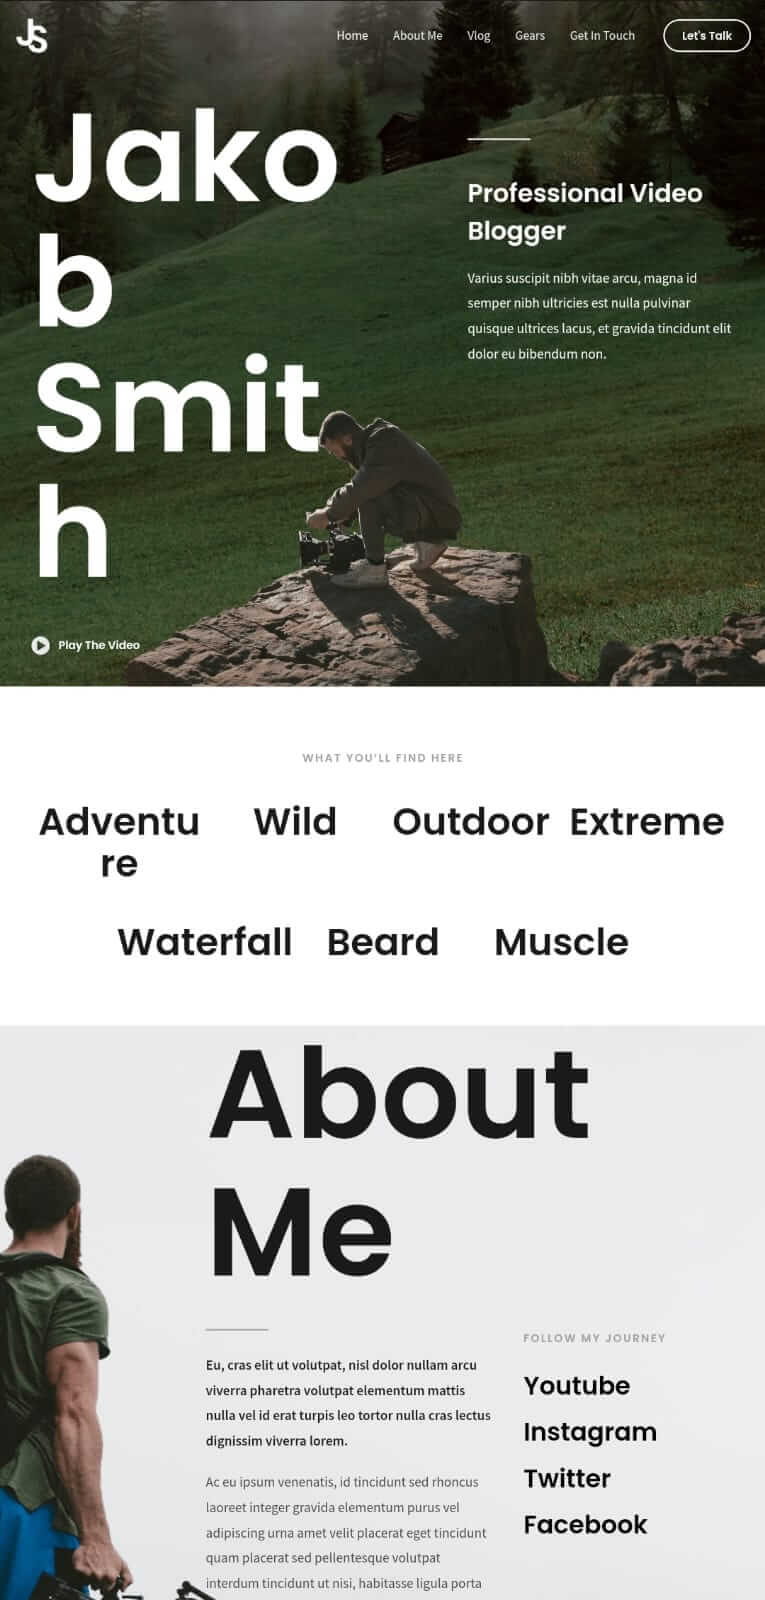 JS
Home About Me Vlog Gears Get In Touch Let's Talk
Jako
b
Smit
h
Professional Video
Blogger
Varius suscipit nibh vitae arcu, magna id
semper nibh ultricies est nulla pulvinar
quisque ultrices lacus, et gravida tincidunt elit
dolor eu bibendum non.
Play The Video
WHAT YOU'LL FIND HERE
Adventu Wild Outdoor Extreme
re
Waterfall Beard Muscle
About
Me
Eu, cras elit ut volutpat, nisl dolor nullam arcu
viverra pharetra volutpat elementum mattis
nulla vel id erat turpis leo tortor nulla cras lectus
dignissim viverra lorem.
Ac eu ipsum venenatis, id tincidunt sed rhoncus
laoreet integer gravida elementum purus vel
adipiscing urna amet velit placerat eget tincidunt
quam placerat sed pellentesque volutpat
interdum tincidunt ut nisi, habitasse ligula porta
FOLLOW MY JOURNEY
Youtube
Instagram
Twitter
Facebook